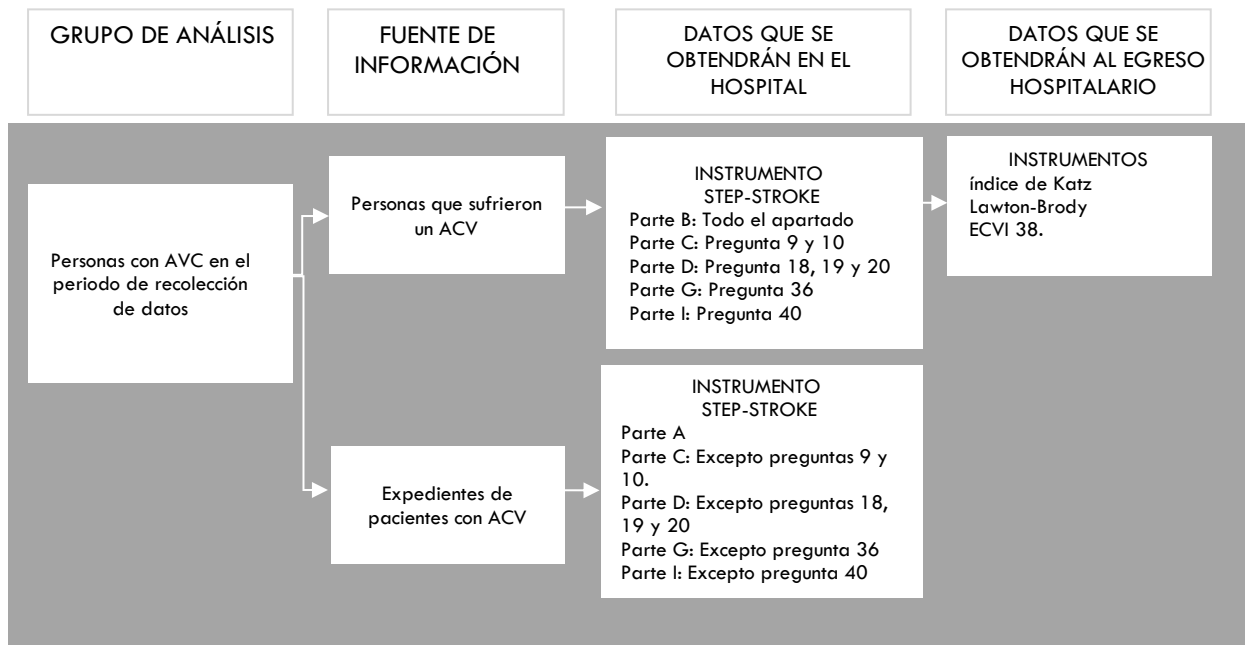 GRUPO DE ANÁLISIS
FUENTE DE
INFORMACIÓN
DATOS QUE SE
OBTENDRÁN EN EL
HOSPITAL
DATOS QUE SE
OBTENDRÁN AL EGRESO
HOSPITALARIO
Personas con AVC en el
periodo de recolección
de datos
Personas que sufrieron
un ACV
INSTRUMENTO
STEP-STROKE
Parte B: Todo el apartado
Parte C: Pregunta 9 y 10
Parte D: Pregunta 18, 19 y 20
Parte G: Pregunta 36
Parte I: Pregunta 40
INSTRUMENTOS
índice de Katz
Lawton-Brody
ECVI 38.
Expedientes de
pacientes con ACV
INSTRUMENTO
STEP-STROKE
Parte A
Parte C: Excepto preguntas 9 y
10.
Parte D: Excepto preguntas 18,
19 y 20
Parte G: Excepto pregunta 36
Parte I: Excepto pregunta 40